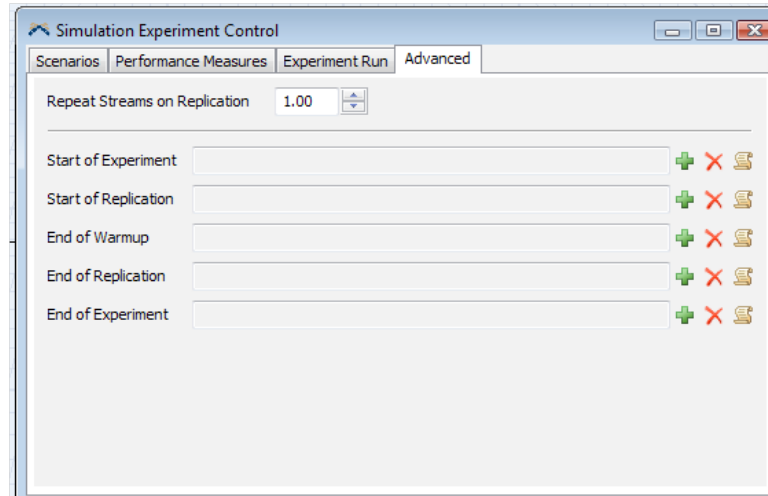 Simulation Experiment Control
Scenarios Performance Measures Experiment Run Advanced
Repeat Streams on Replication 1.00
Start of Experiment
Start of Replication
End of Warmup
End of Replication
End of Experiment